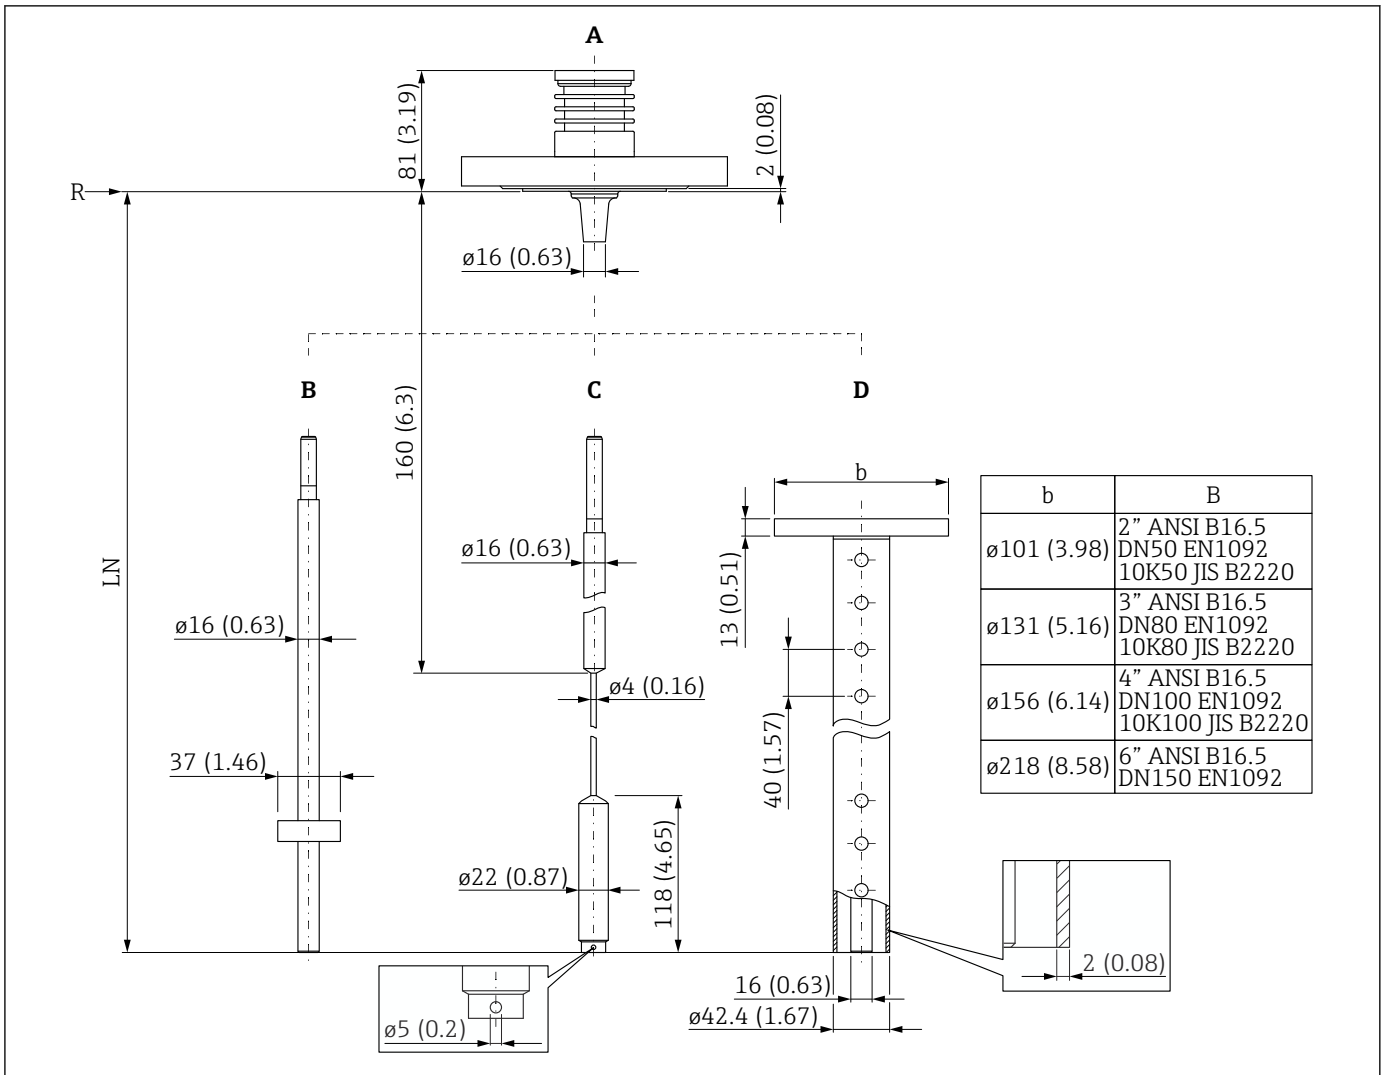 A
81 (3.19)
2 (0.08)
R
ø16 (0.63)
B
C
D
160 (6.3)
LN
ø16 (0.63)
37 (1.46)
ø16 (0.63)
ø4 (0.16)
118 (4.65)
ø22 (0.87)
ø5 (0.2)
b
13 (0.51)
40 (1.57)
16 (0.63)
ø42.4 (1.67)
2 (0.08)
b B
ø101 (3.98)
2” ANSI B16.5
DN50 EN1092
10K50 JIS B2220
ø131 (5.16)
3” ANSI B16.5
DN80 EN1092
10K80 JIS B2220
ø156 (6.14)
4” ANSI B16.5
DN100 EN1092
10K100 JIS B2220
ø218 (8.58)
6” ANSI B16.5
DN150 EN1092